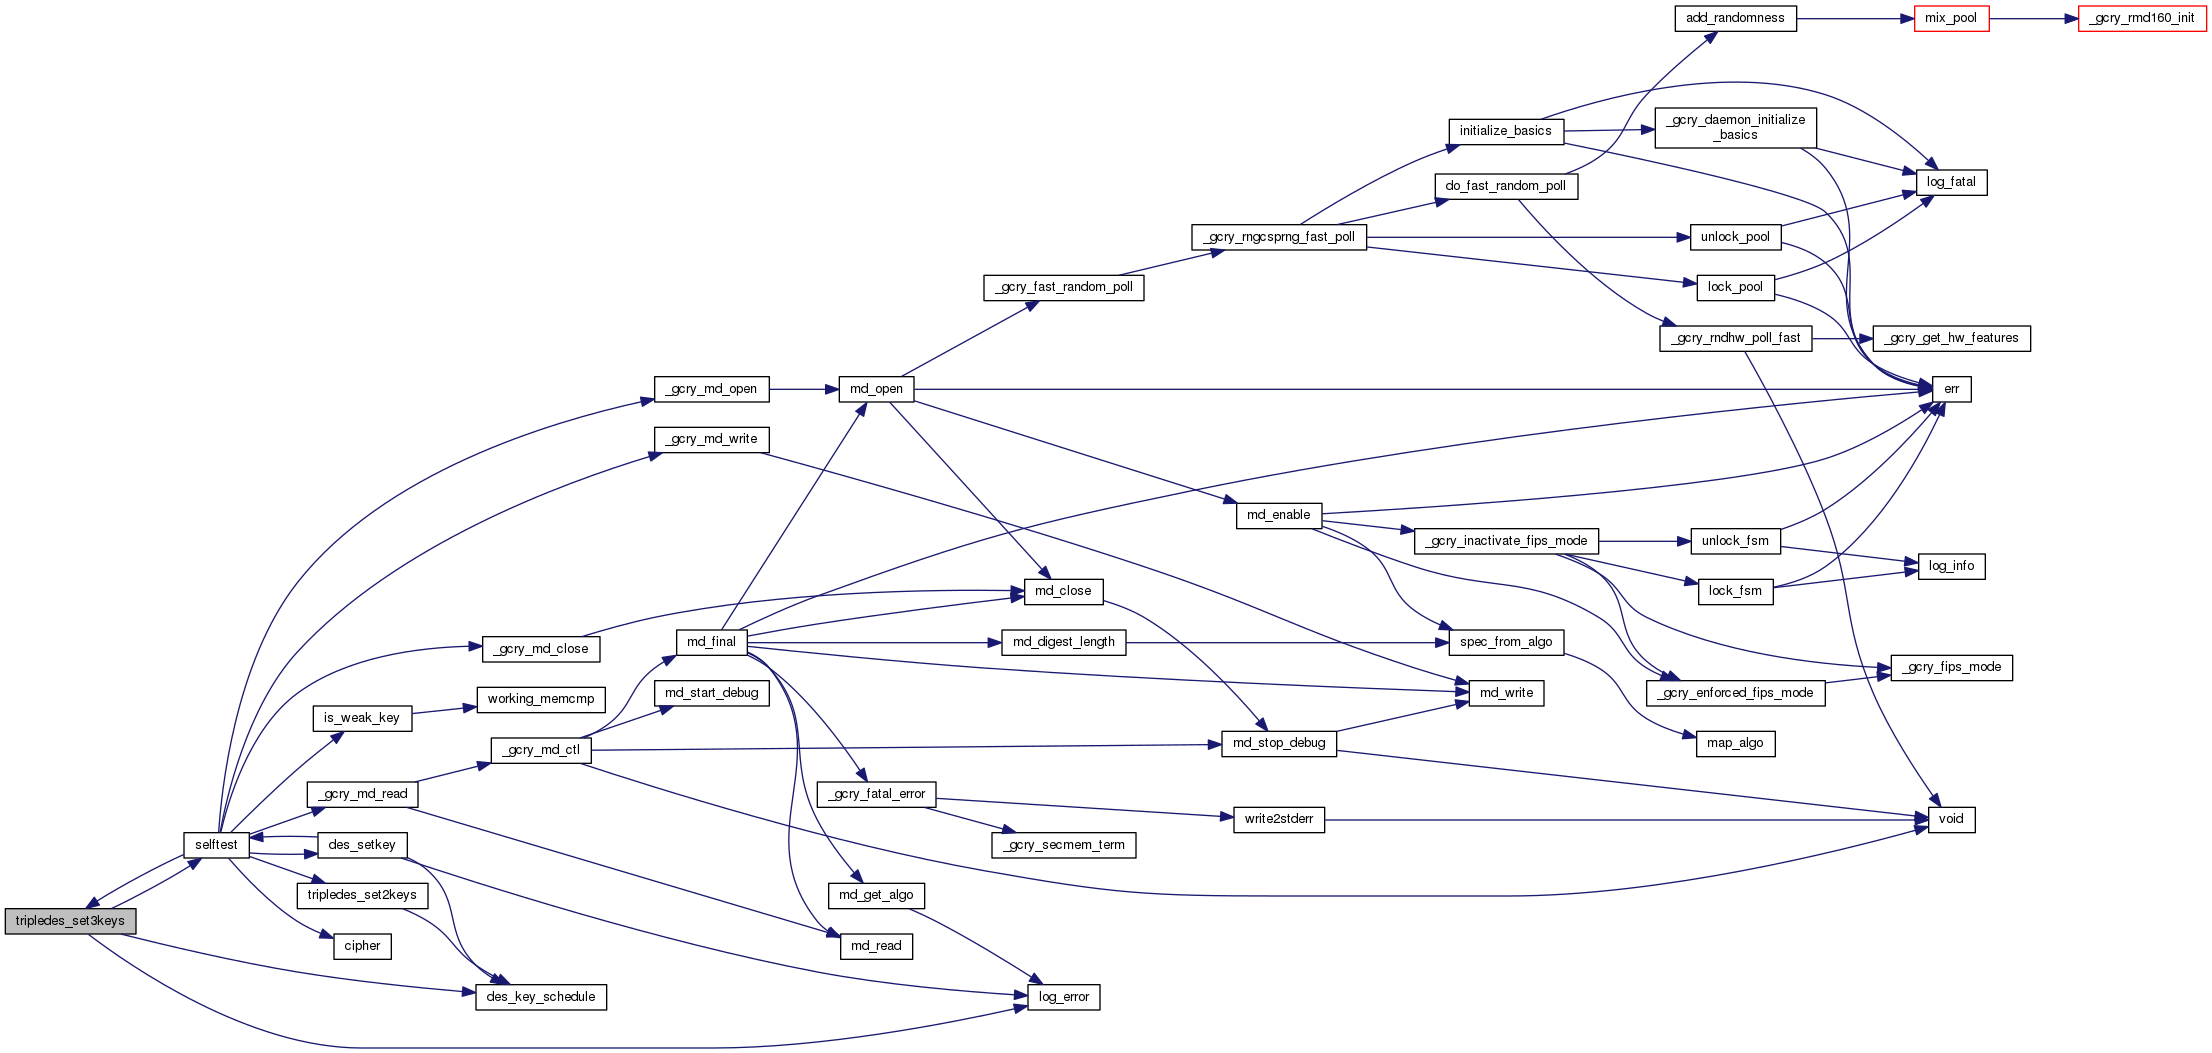 add_randomness
mix_pool
_gcry_rmd160_init
initialize_basics
_gcry_daemon_initialize
_basics
log_fatal
do_fast_random_poll
_gcry_rngcsprng_fast_poll
unlock_pool
_gcry_fast_random_poll
lock_pool
_gcry_rndhw_poll_fast
_gcry_get_hw_features
_gcry_md_open
md_open
err
_gcry_md_write
md_enable
_gcry_inactivate_fips_mode
unlock_fsm
log_info
md_close
lock_fsm
_gcry_md_close
md_final
md_digest_length
spec_from_algo
_gcry_fips_mode
working_memcmp
md_start_debug
md_write
_gcry_enforced_fips_mode
is_weak_key
_gcry_md_ctl
md_stop_debug
map_algo
_gcry_md_read
_gcry_fatal_error
write2stderr
void
selftest
des_setkey
_gcry_secmem_term
tripledes_set2keys
md_get_algo
tripledes_set3keys
cipher
md_read
des_key_schedule
log_error